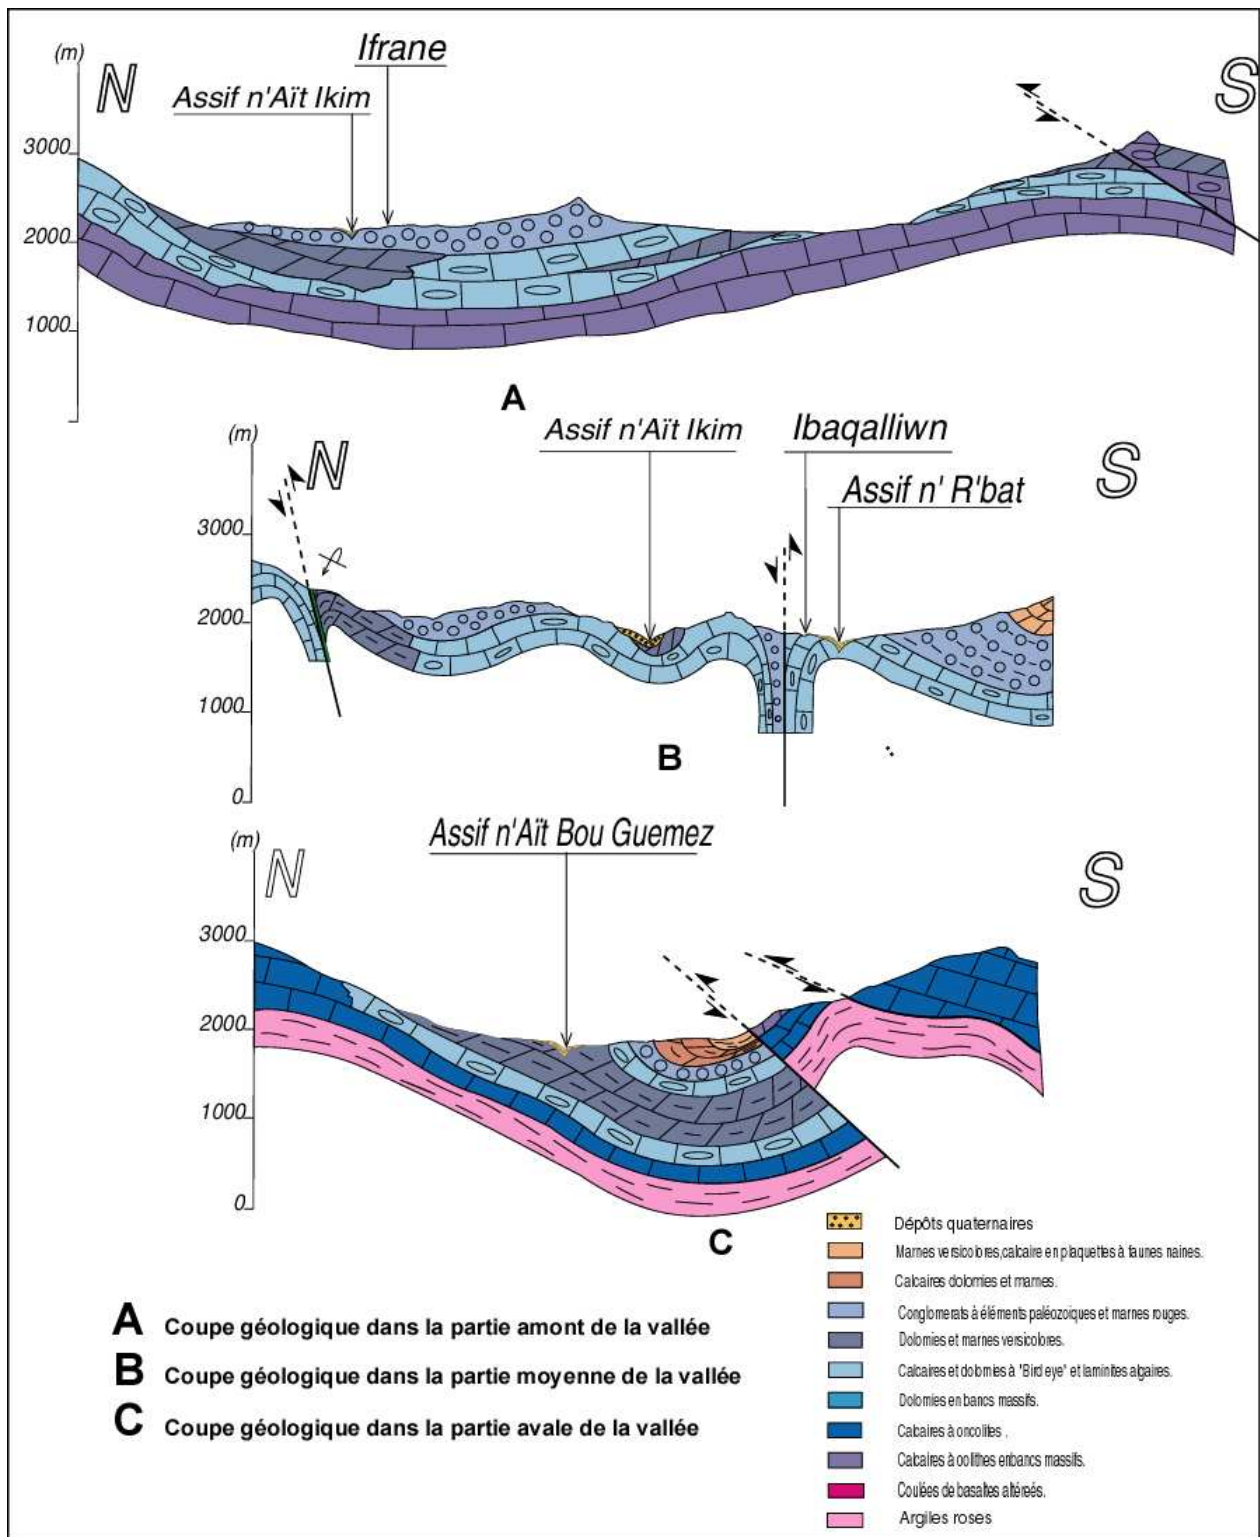 Ifrane
(m)
N
S
Assif n'Aït Ikim
3000
2000
1000
A
(m)
N
Assif n'Aït Ikim
Ibaqalliwn
S
Assif n' R'bat
3000
2000
1000
0
B
(m)
N
Assif n'Aït Bou Guemez
S
3000
2000
1000
0
C
Dépôts quaternaires
Marnes versicolores,calcaire en plaquettes à faunes naines.
Calcaires dolomies et marnes.
Conglomerats à éléments paléozoiques et marnes rouges.
Dolomies et marnes versicolores.
Calcaires et dolomies à "Bird eye" et laminites algaires.
Dolomies en bancs massifs.
Calcaires à oncolites .
Calcaires à oolithes enbancs massifs.
Coulées de basaltes altéreés.
Argiles roses
A Coupe géologique dans la partie amont de la vallée
B Coupe géologique dans la partie moyenne de la vallée
C Coupe géologique dans la partie avale de la vallée